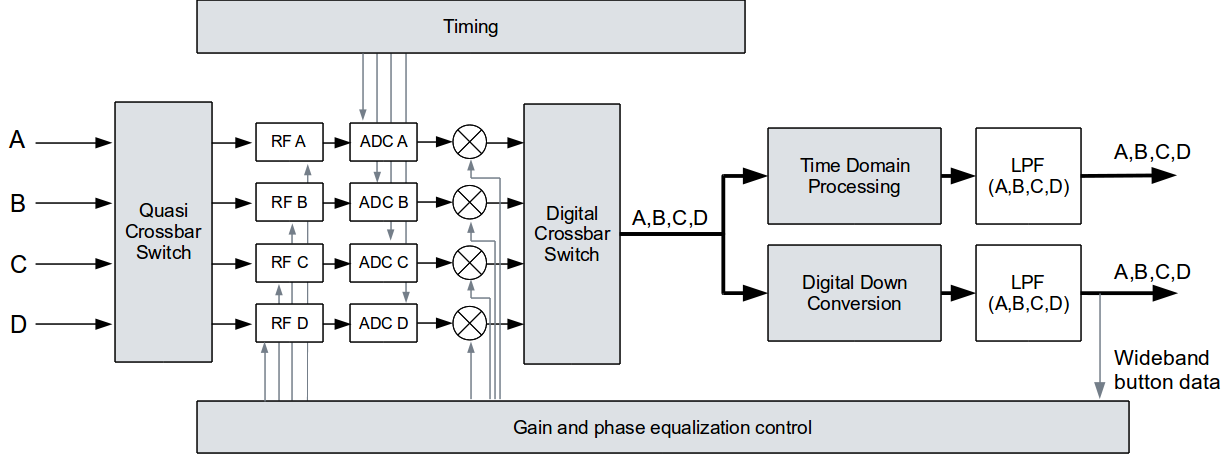 Timing
A
B
C
D
Quasi
Crossbar
Switch
RF A
RF B
RF C
RF D
ADC A
ADC B
ADC C
ADC D
Digital
Crossbar
Switch
A,B,C,D
Time Domain
Processing
LPF
(A,B,C,D)
A,B,C,D
Digital Down
Conversion
LPF
(A,B,C,D)
A,B,C,D
Wideband
button data
Gain and phase equalization control